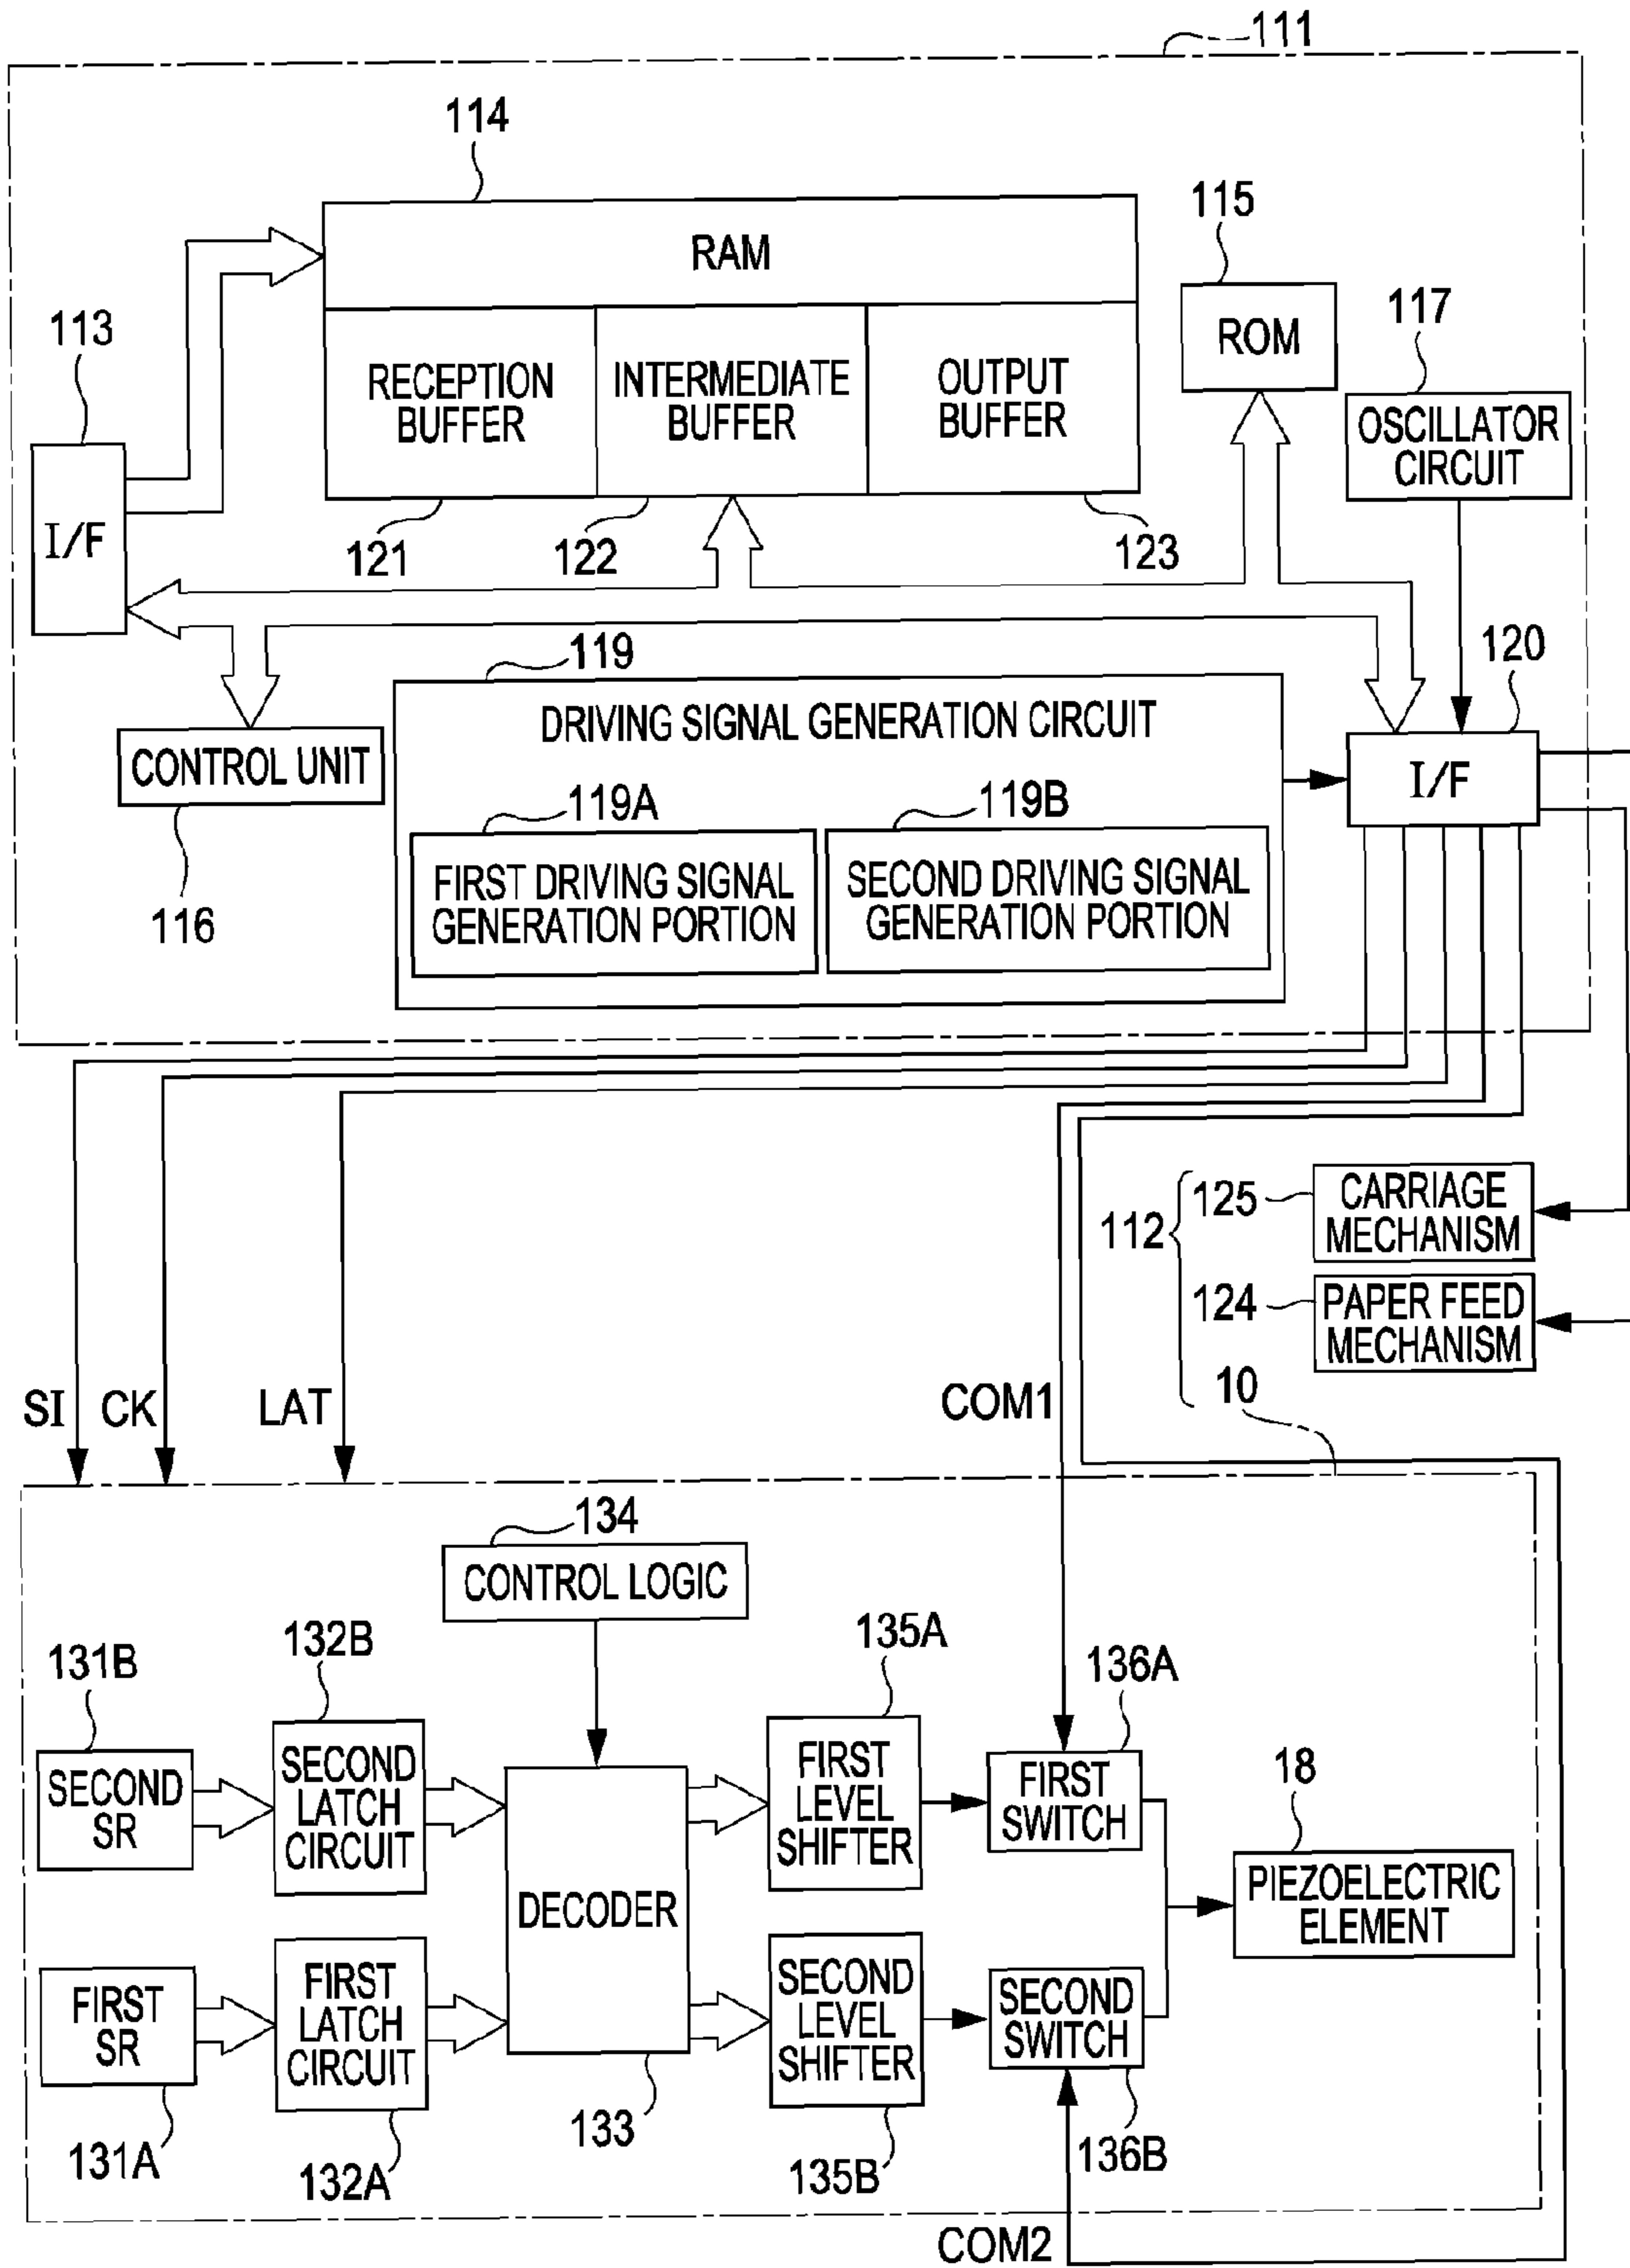 111
114
RAM
115
ROM
117
OSCILLATOR
CIRCUIT
113
I/F
RECEPTION
BUFFER
INTERMEDIATE
BUFFER
OUTPUT
BUFFER
121
122
123
119
120
DRIVING SIGNAL GENERATION CIRCUIT
CONTROL UNIT
116
I/F
119A
119B
FIRST DRIVING SIGNAL
GENERATION PORTION
SECOND DRIVING SIGNAL
GENERATION PORTION
112
125
CARRIAGE
MECHANISM
124
PAPER FEED
MECHANISM
10
SI
CK
LAT
COM1
134
CONTROL LOGIC
131B
132B
135A
136A
SECOND
SR
SECOND
LATCH
CIRCUIT
FIRST
LEVEL
SHIFTER
FIRST
SWITCH
18
PIEZOELECTRIC
ELEMENT
DECODER
FIRST
SR
FIRST
LATCH
CIRCUIT
SECOND
LEVEL
SHIFTER
SECOND
SWITCH
131A
132A
133
135B
136B
COM2